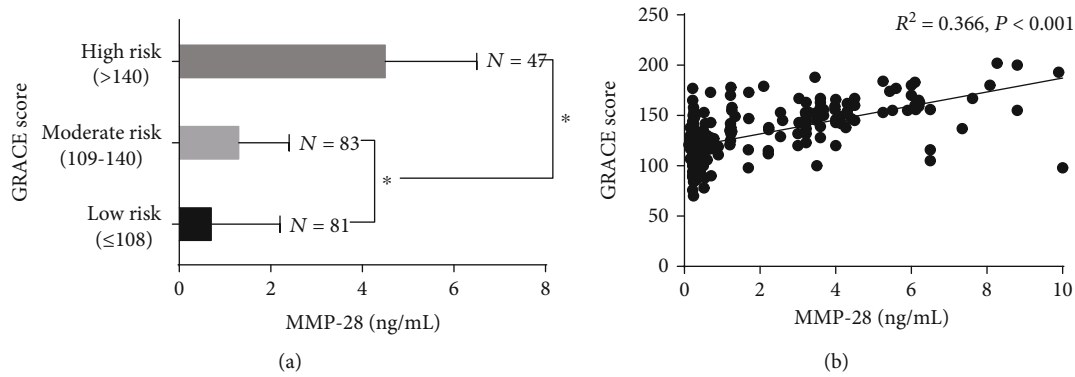 GRACE score
High risk
(>140)
Moderate risk
(109-140)
Low risk
(≤108)
N = 47
N = 83
N = 81
*
*
0 2 4 6 8
MMP-28 (ng/mL)
(a)
R² = 0.366, P < 0.001
GRACE score
250
200
150
100
50
0
0 2 4 6 8 10
MMP-28 (ng/mL)
(b)